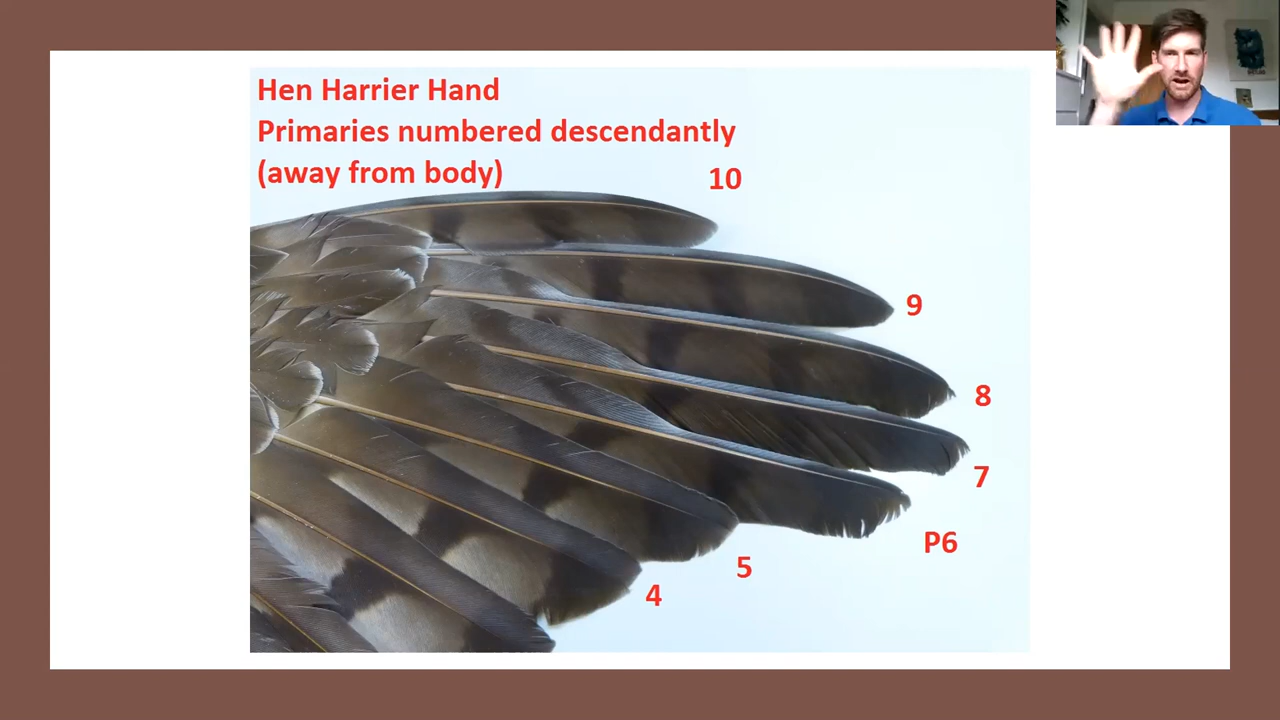 Hen Harrier Hand
Primaries numbered descendantly
(away from body)
10
9
8
7
P6
5
4